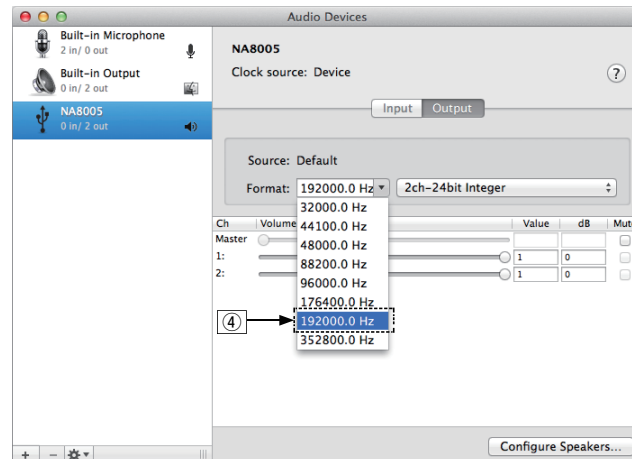 Audio Devices
Built-in Microphone
2 in/ 0 out
Built-in Output
0 in/ 2 out
NA8005
0 in/ 2 out
NA8005
Clock source: Device
?
Input Output
Source: Default
Format: 192000.0 Hz 2ch-24bit Integer
32000.0 Hz
44100.0 Hz
48000.0 Hz
88200.0 Hz
96000.0 Hz
176400.0 Hz
④ 192000.0 Hz
352800.0 Hz
Ch Volume Value dB Mute
Master
1: 1 0
2: 1 0
Configure Speakers...